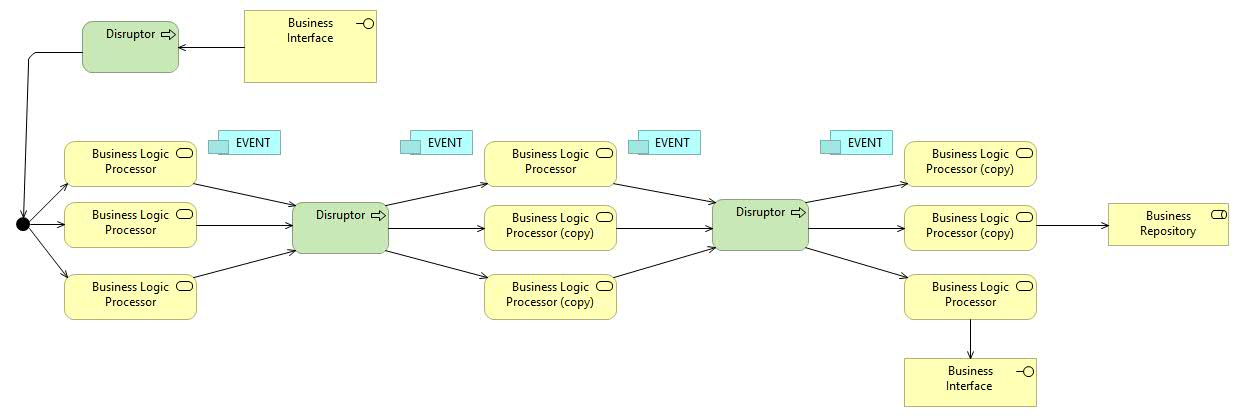 Disruptor
Business
Interface
EVENT
EVENT
EVENT
EVENT
Business Logic
Processor
Business Logic
Processor
Business Logic
Processor (copy)
Business Logic
Processor
Disruptor
Business Logic
Processor (copy)
Disruptor
Business Logic
Processor (copy)
Business
Repository
Business Logic
Processor
Business Logic
Processor (copy)
Business Logic
Processor
Business
Interface